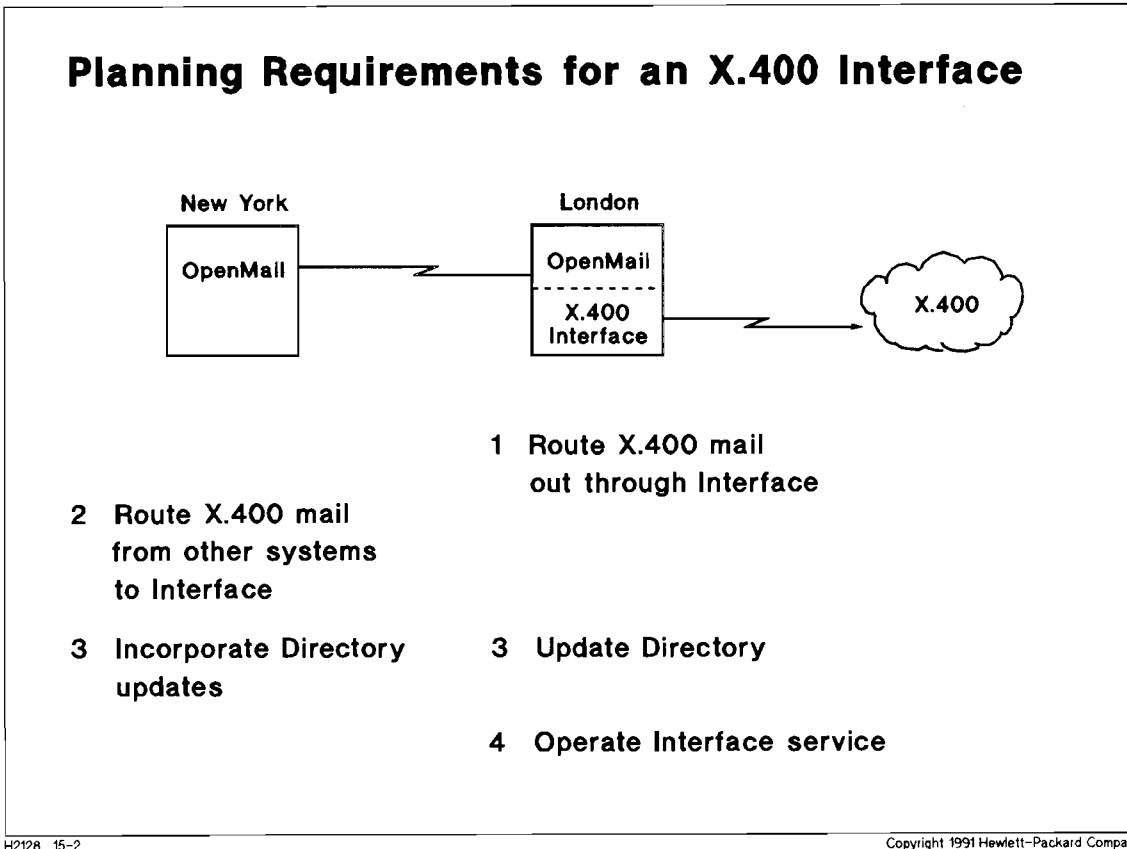 Planning Requirements for an X.400 Interface
New York
London
OpenMail
OpenMail
X.400
Interface
X.400
1 Route X.400 mail
out through Interface
2 Route X.400 mail
from other systems
to Interface
3 Incorporate Directory
updates
3 Update Directory
4 Operate Interface service
H2128 15-2
Copyright 1991 Hewlett-Packard Compa